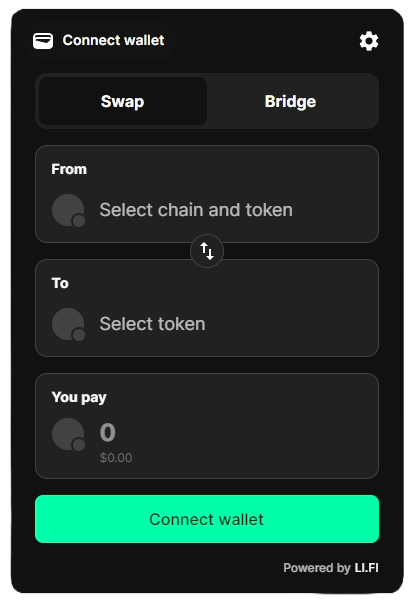 Connect wallet
Swap Bridge
From
Select chain and token
To
Select token
You pay
0
$0.00
Connect wallet
Powered by LI.FI